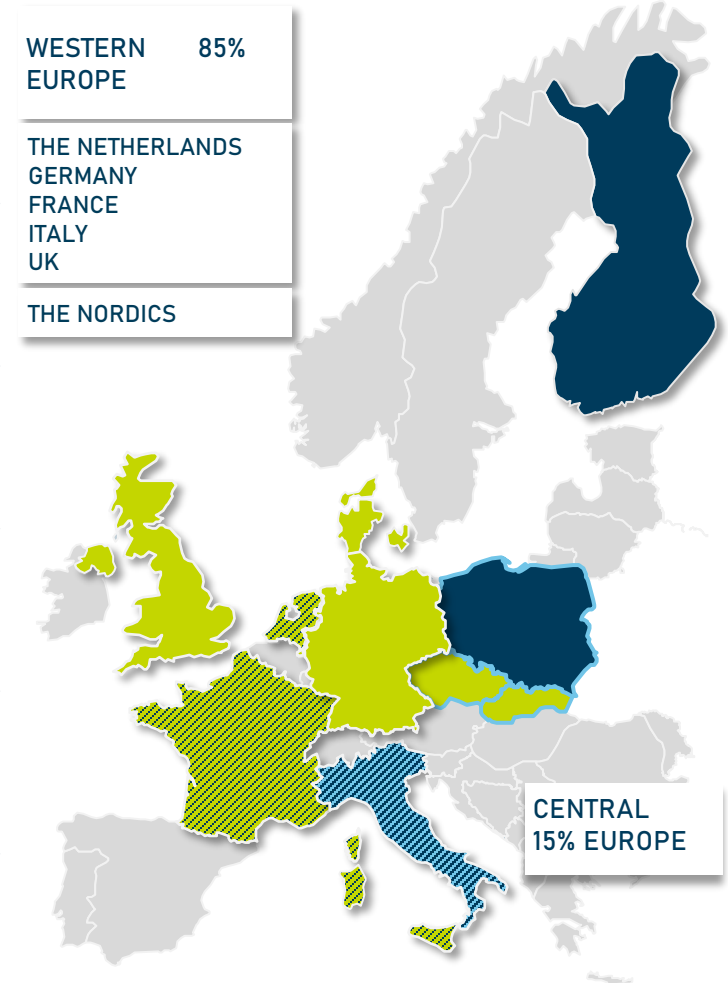 WESTERN 85%
EUROPE
THE NETHERLANDS
GERMANY
FRANCE
ITALY
UK
THE NORDICS
CENTRAL
15% EUROPE